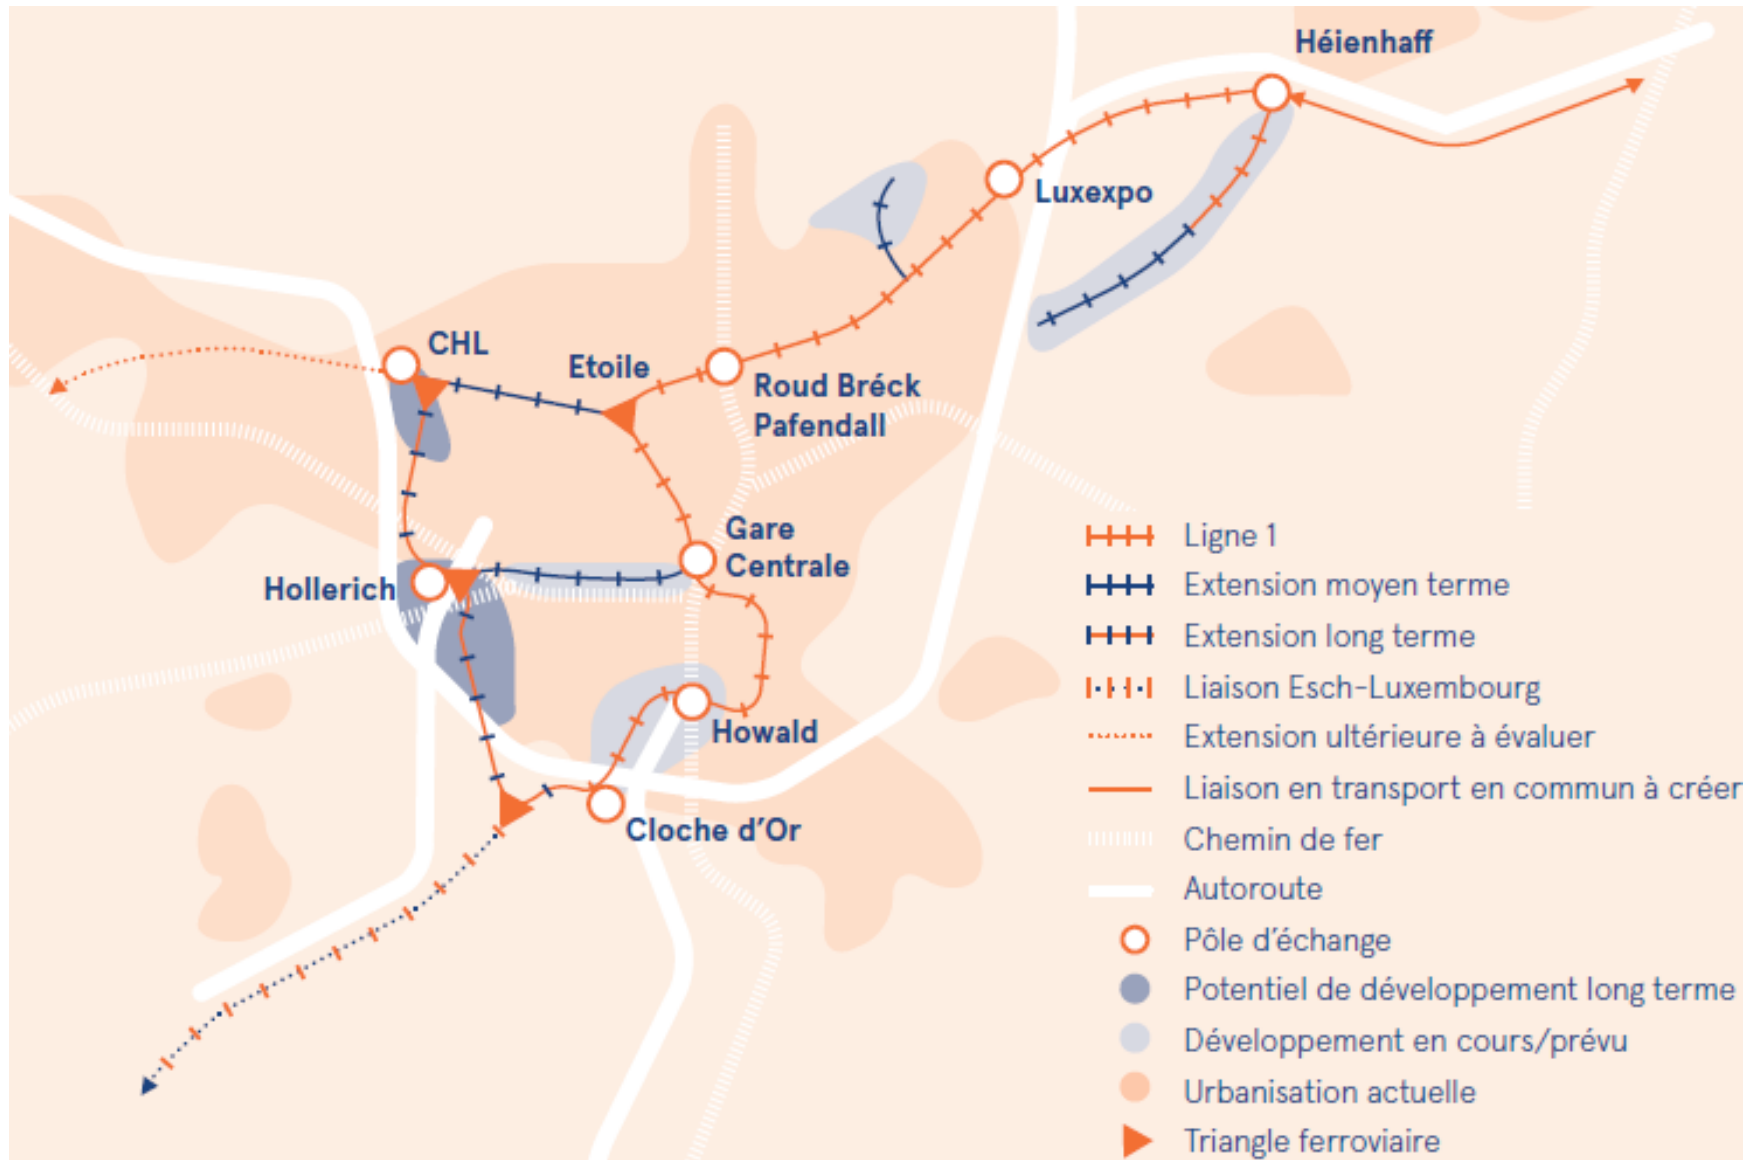 Héienhaff
Luxexpo
CHL
Etoile
Roud Bréck
Pafendall
Gare
Centrale
Hollerich
Howald
Cloche d'Or
Ligne 1
Extension moyen terme
Extension long terme
Liaison Esch-Luxembourg
Extension ultérieure à évaluer
Liaison en transport en commun à créer
Chemin de fer
Autoroute
Pôle d'échange
Potentiel de développement long terme
Développement en cours/prévu
Urbanisation actuelle
Triangle ferroviaire